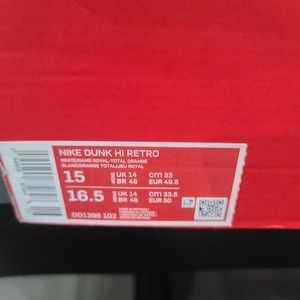 NIKE DUNK HI RETRO
WHITE/GAME ROYAL-TOTAL ORANGE
BLANC/ORANGE TOTAL/JEU ROYAL
15 UK 14 cm 33
BR 48 EUR 49.5
16.5 UK 14 cm 33.5
BR 48 EUR 50
DD1399 102